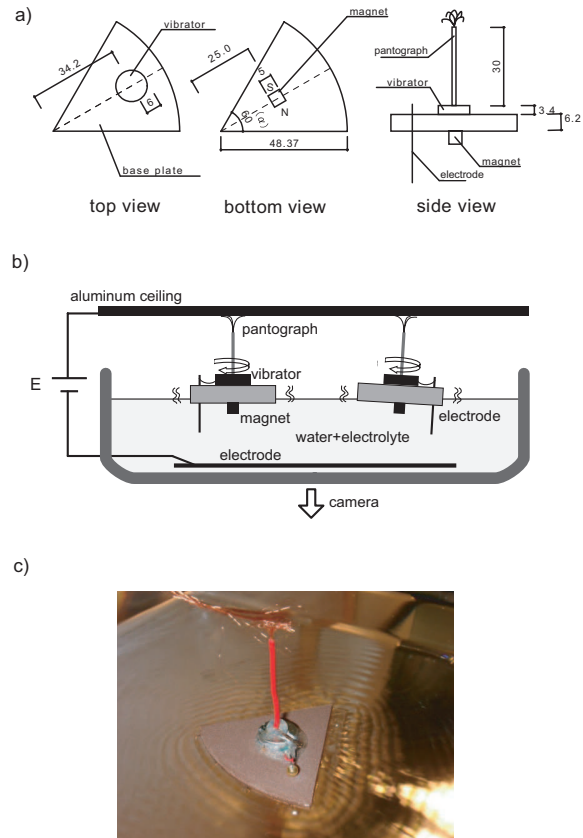 a)
vibrator
34.2
6
base plate
top view
magnet
25.0
5
S
N
60
(α)
48.37
bottom view
pantograph
30
vibrator
3.4
6.2
magnet
electrode
side view
b)
aluminum ceiling
pantograph
E
vibrator
magnet
electrode
water+electrolyte
electrode
camera
c)